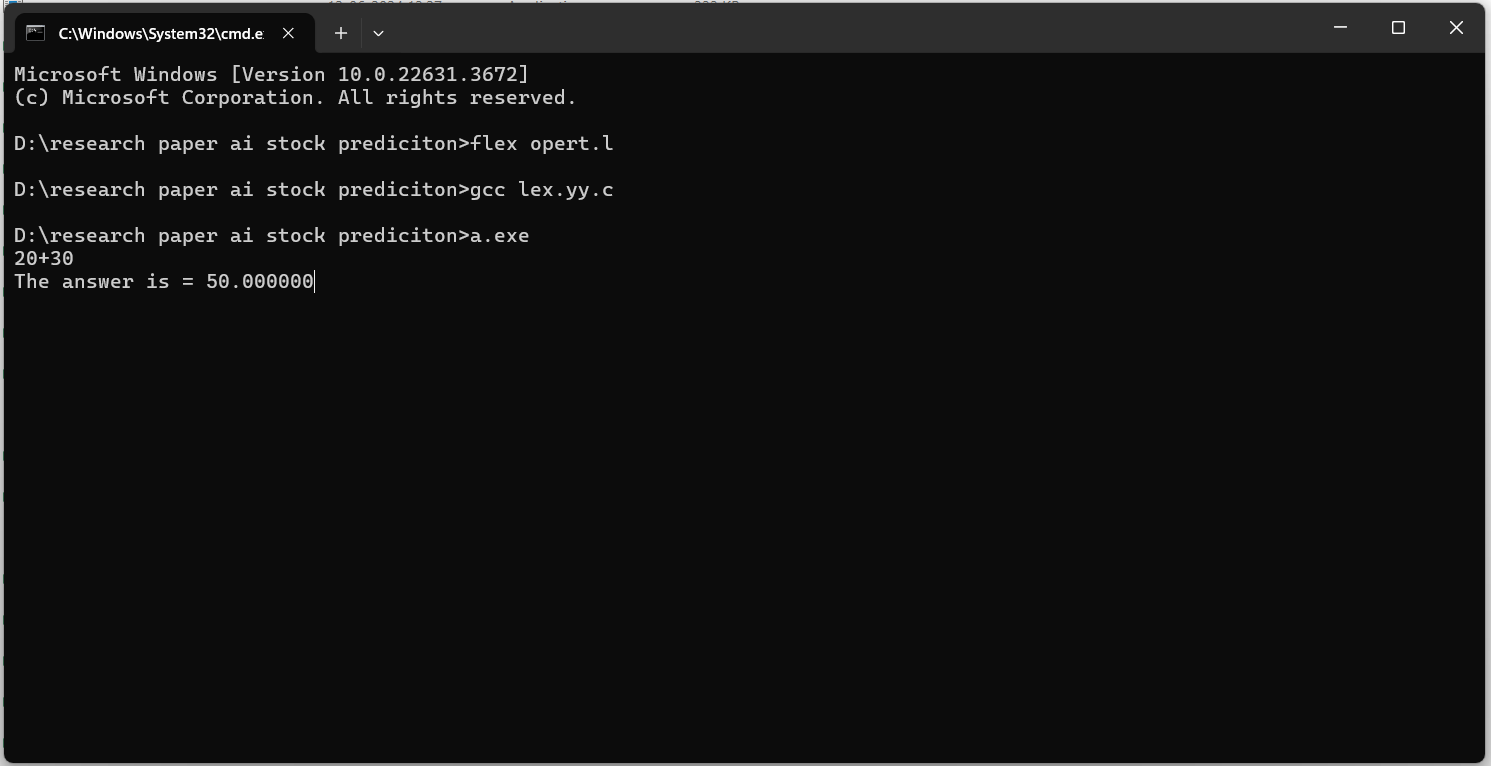 C:\Windows\System32\cmd.e
Microsoft Windows [Version 10.0.22631.3672]
(c) Microsoft Corporation. All rights reserved.
D:\research paper ai stock prediciton>flex opert.l
D:\research paper ai stock prediciton>gcc lex.yy.c
D:\research paper ai stock prediciton>a.exe
20+30
The answer is = 50.000000